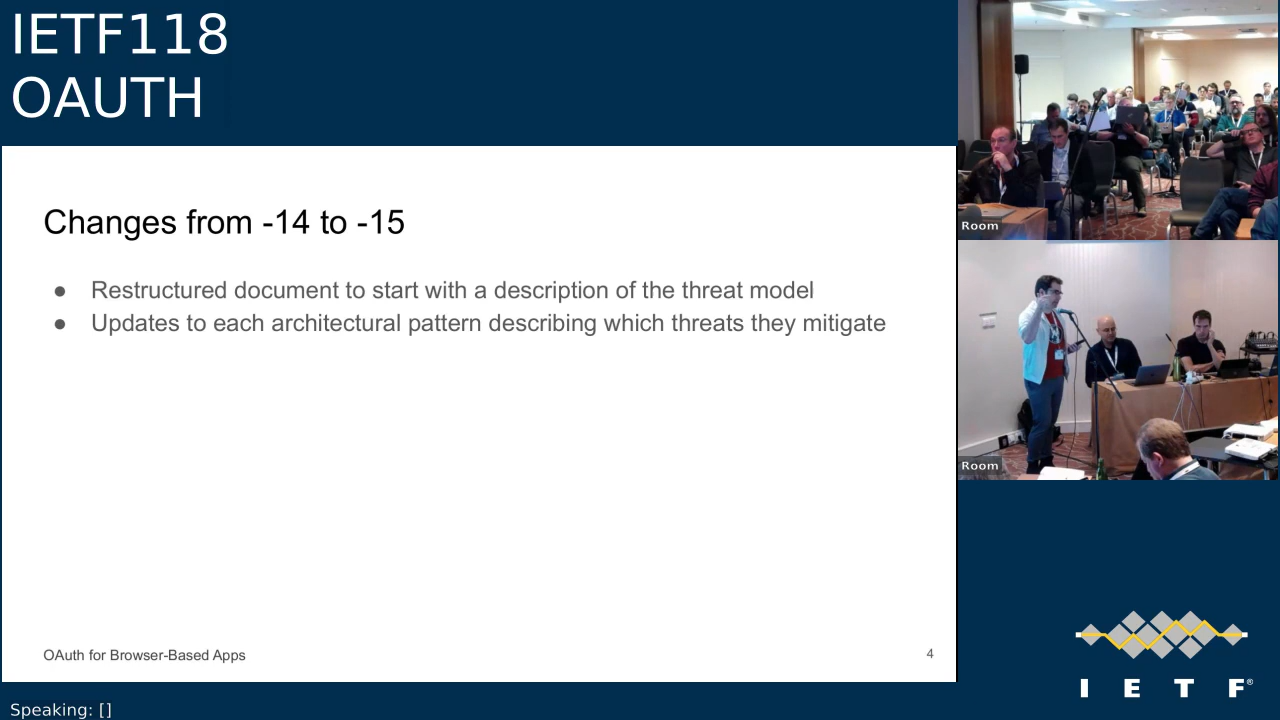 IETF118
OAUTH
Changes from -14 to -15
● Restructured document to start with a description of the threat model
● Updates to each architectural pattern describing which threats they mitigate
OAuth for Browser-Based Apps
4
Room
Room
I E T F®
Speaking: []